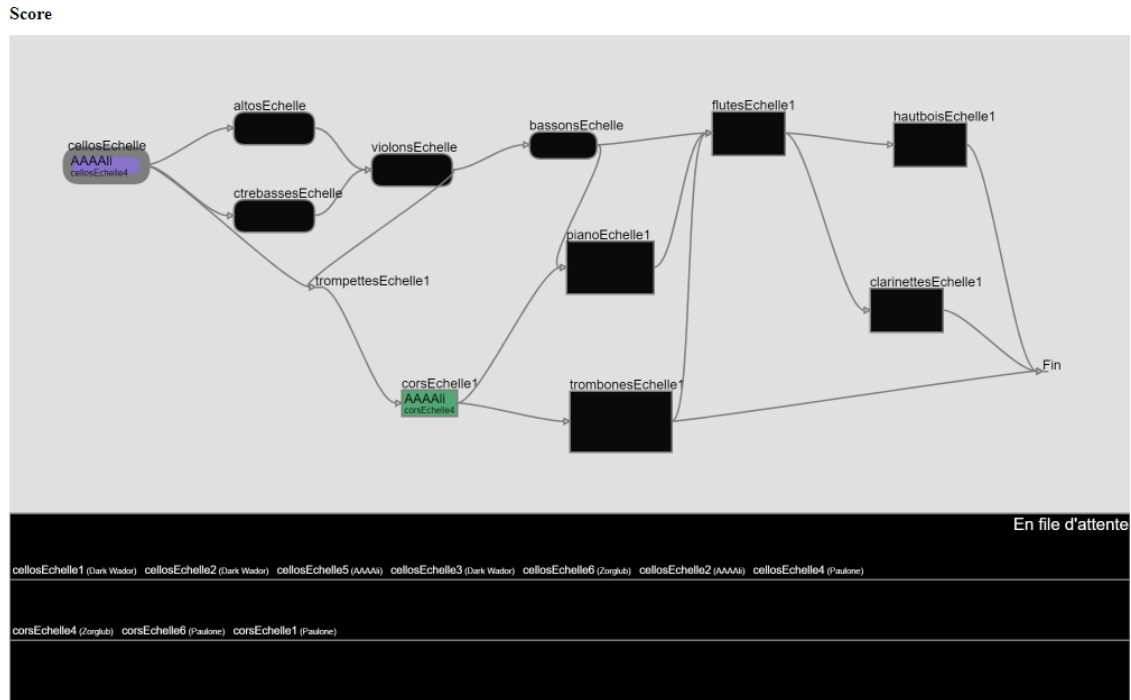 Score
altosEchelle
flutesEchelle1
hautboisEchelle1
bassonsEchelle
cellosEchelle
violonsEchelle
AAAAli
cellosEchelle4
ctrebassesEchelle
pianoEchelle1
trompettesEchelle1
clarinettesEchelle1
Fin
corsEchelle1
trombonesEchelle1
AAAAli
corsEchelle4
En file d'attente
cellosEchelle1 (Dark Wador) cellosEchelle2 (Dark Wador) cellosEchelle5 (AAAAli) cellosEchelle3 (Dark Wador) cellosEchelle6 (Zorglub) cellosEchelle2 (AAAAli) cellosEchelle4 (Paulone)
corsEchelle4 (Zorglub) corsEchelle6 (Paulone) corsEchelle1 (Paulone)